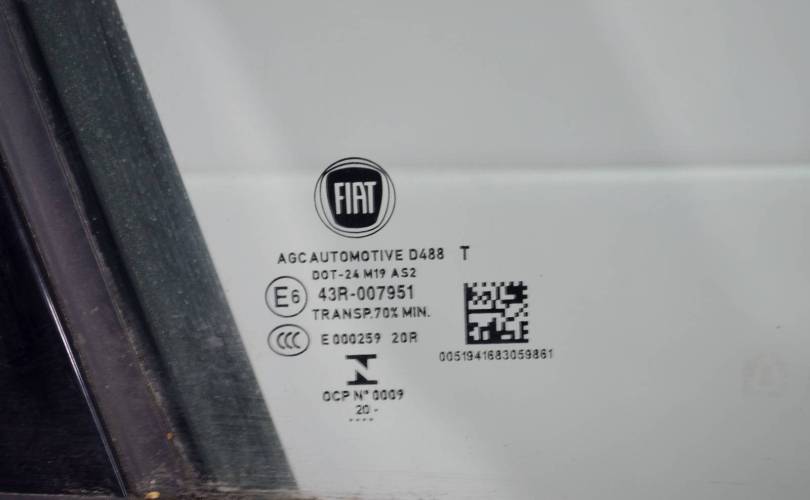 FIAT
AGC AUTOMOTIVE D488 T
DOT-24 M19 AS2
E6 43R-007951
TRANSP.70% MIN.
CCC E000259 20R
0051941683059861
OCP N° 0009
20 -